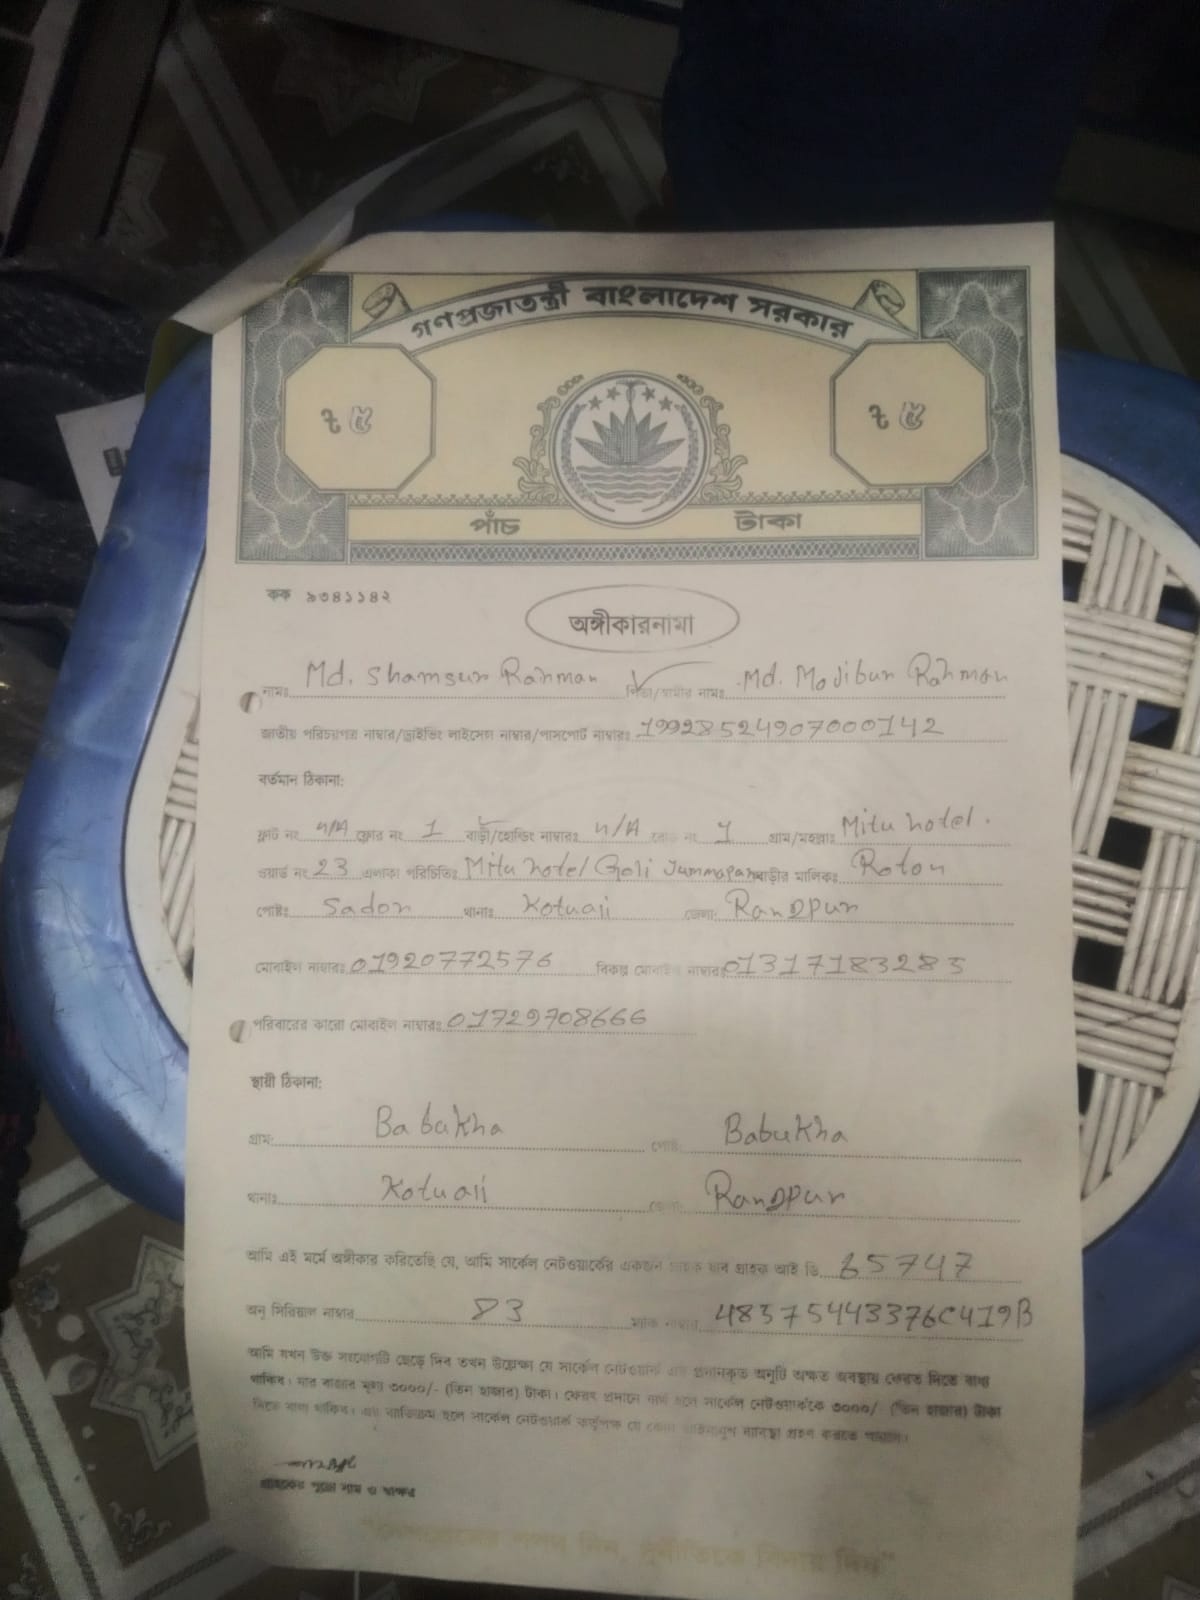 গণপ্রজাতন্ত্রী বাংলাদেশ সরকার
৳ ৫ ৳ ৫
পাঁচ টাকা
কক ৯৩৪১১৪২
অঙ্গীকারনামা
নামঃ Md. Shamsur Rahman পিতা/স্বামীর নামঃ Md. Mojibur Rahman
জাতীয় পরিচয়পত্র নাম্বার/ড্রাইভিং লাইসেন্স নাম্বার/পাসপোর্ট নাম্বারঃ 19928524907000142
বর্তমান ঠিকানা:
ফ্লাট নং n/A ফ্লোর নং 1 বাড়ী/হোল্ডিং নাম্বারঃ n/A রোড নং 1 গ্রাম/মহল্লাঃ Mitu hotel.
ওয়ার্ড নং 23 এলাকা পরিচিতিঃ Mitu hotel Goli Jummapara বাড়ীর মালিকঃ Roton
পোষ্টঃ Sador থানাঃ Kotuali জেলা: Rangpur
মোবাইল নাম্বারঃ 01920772576 বিকল্প মোবাইল নাম্বারঃ 01317183283
পরিবারের কারো মোবাইল নাম্বারঃ 01729708666
স্থায়ী ঠিকানা:
গ্রাম: Babukha পোষ্ট: Babukha
থানাঃ Kotuali জেলা: Rangpur
আমি এই মর্মে অঙ্গীকার করিতেছি যে, আমি সার্কেল নেটওয়ার্কের একজন গ্রাহক যার গ্রাহক আই ডি 65747
অনু সিরিয়াল নাম্বার 83 ম্যাক নাম্বার 48375443376C419B
আমি যখন উক্ত সংযোগটি ছেড়ে দিব তখন উল্লেখ্য যে সার্কেল নেটওয়ার্ক এর প্রদানকৃত অনুটি অক্ষত অবস্থায় ফেরত দিতে বাধ্য
থাকিব। যার বাজার মূল্য ৩০০০/- (তিন হাজার) টাকা। ফেরৎ প্রদানে ব্যর্থ হলে সার্কেল নেটওয়ার্ককে ৩০০০/ (তিন হাজার) টাকা
দিতে বাধ্য থাকিব। এর ব্যতিক্রম হলে সার্কেল নেটওয়ার্ক কর্তৃপক্ষ যে কোন আইনানুগ ব্যবস্থা গ্রহণ করতে পারবে।
গ্রাহকের পুরো নাম ও স্বাক্ষর